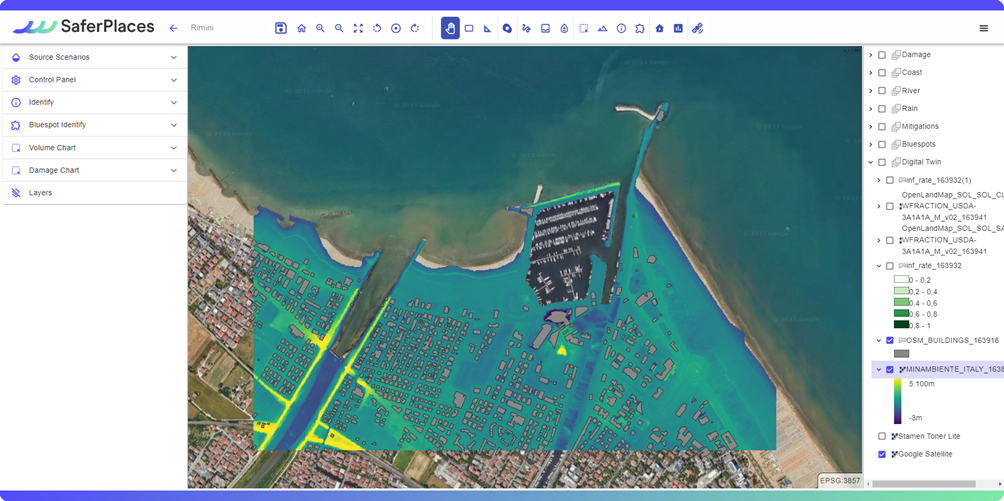 SaferPlaces
Rimini
Source Scenarios
Control Panel
Identify
Bluespot Identify
Volume Chart
Damage Chart
Layers
Damage
Coast
River
Rain
Mitigations
Bluespots
Digital Twin
inf_rate_163932(1)
OpenLandMap_SOL_SOL_CL
WFRACTION_USDA-
3A1A1A_M_v02_163941
OpenLandMap_SOL_SOL_SA
WFRACTION_USDA-
3A1A1A_M_v02_163941
inf_rate_163932
0 - 0,2
0,2 - 0,4
0,4 - 0,6
0,6 - 0,8
0,8 - 1
OSM_BUILDINGS_163918
MINAMBIENTE_ITALY_1638
5.100m
-3m
Stamen Toner Lite
Google Satellite
EPSG:3857